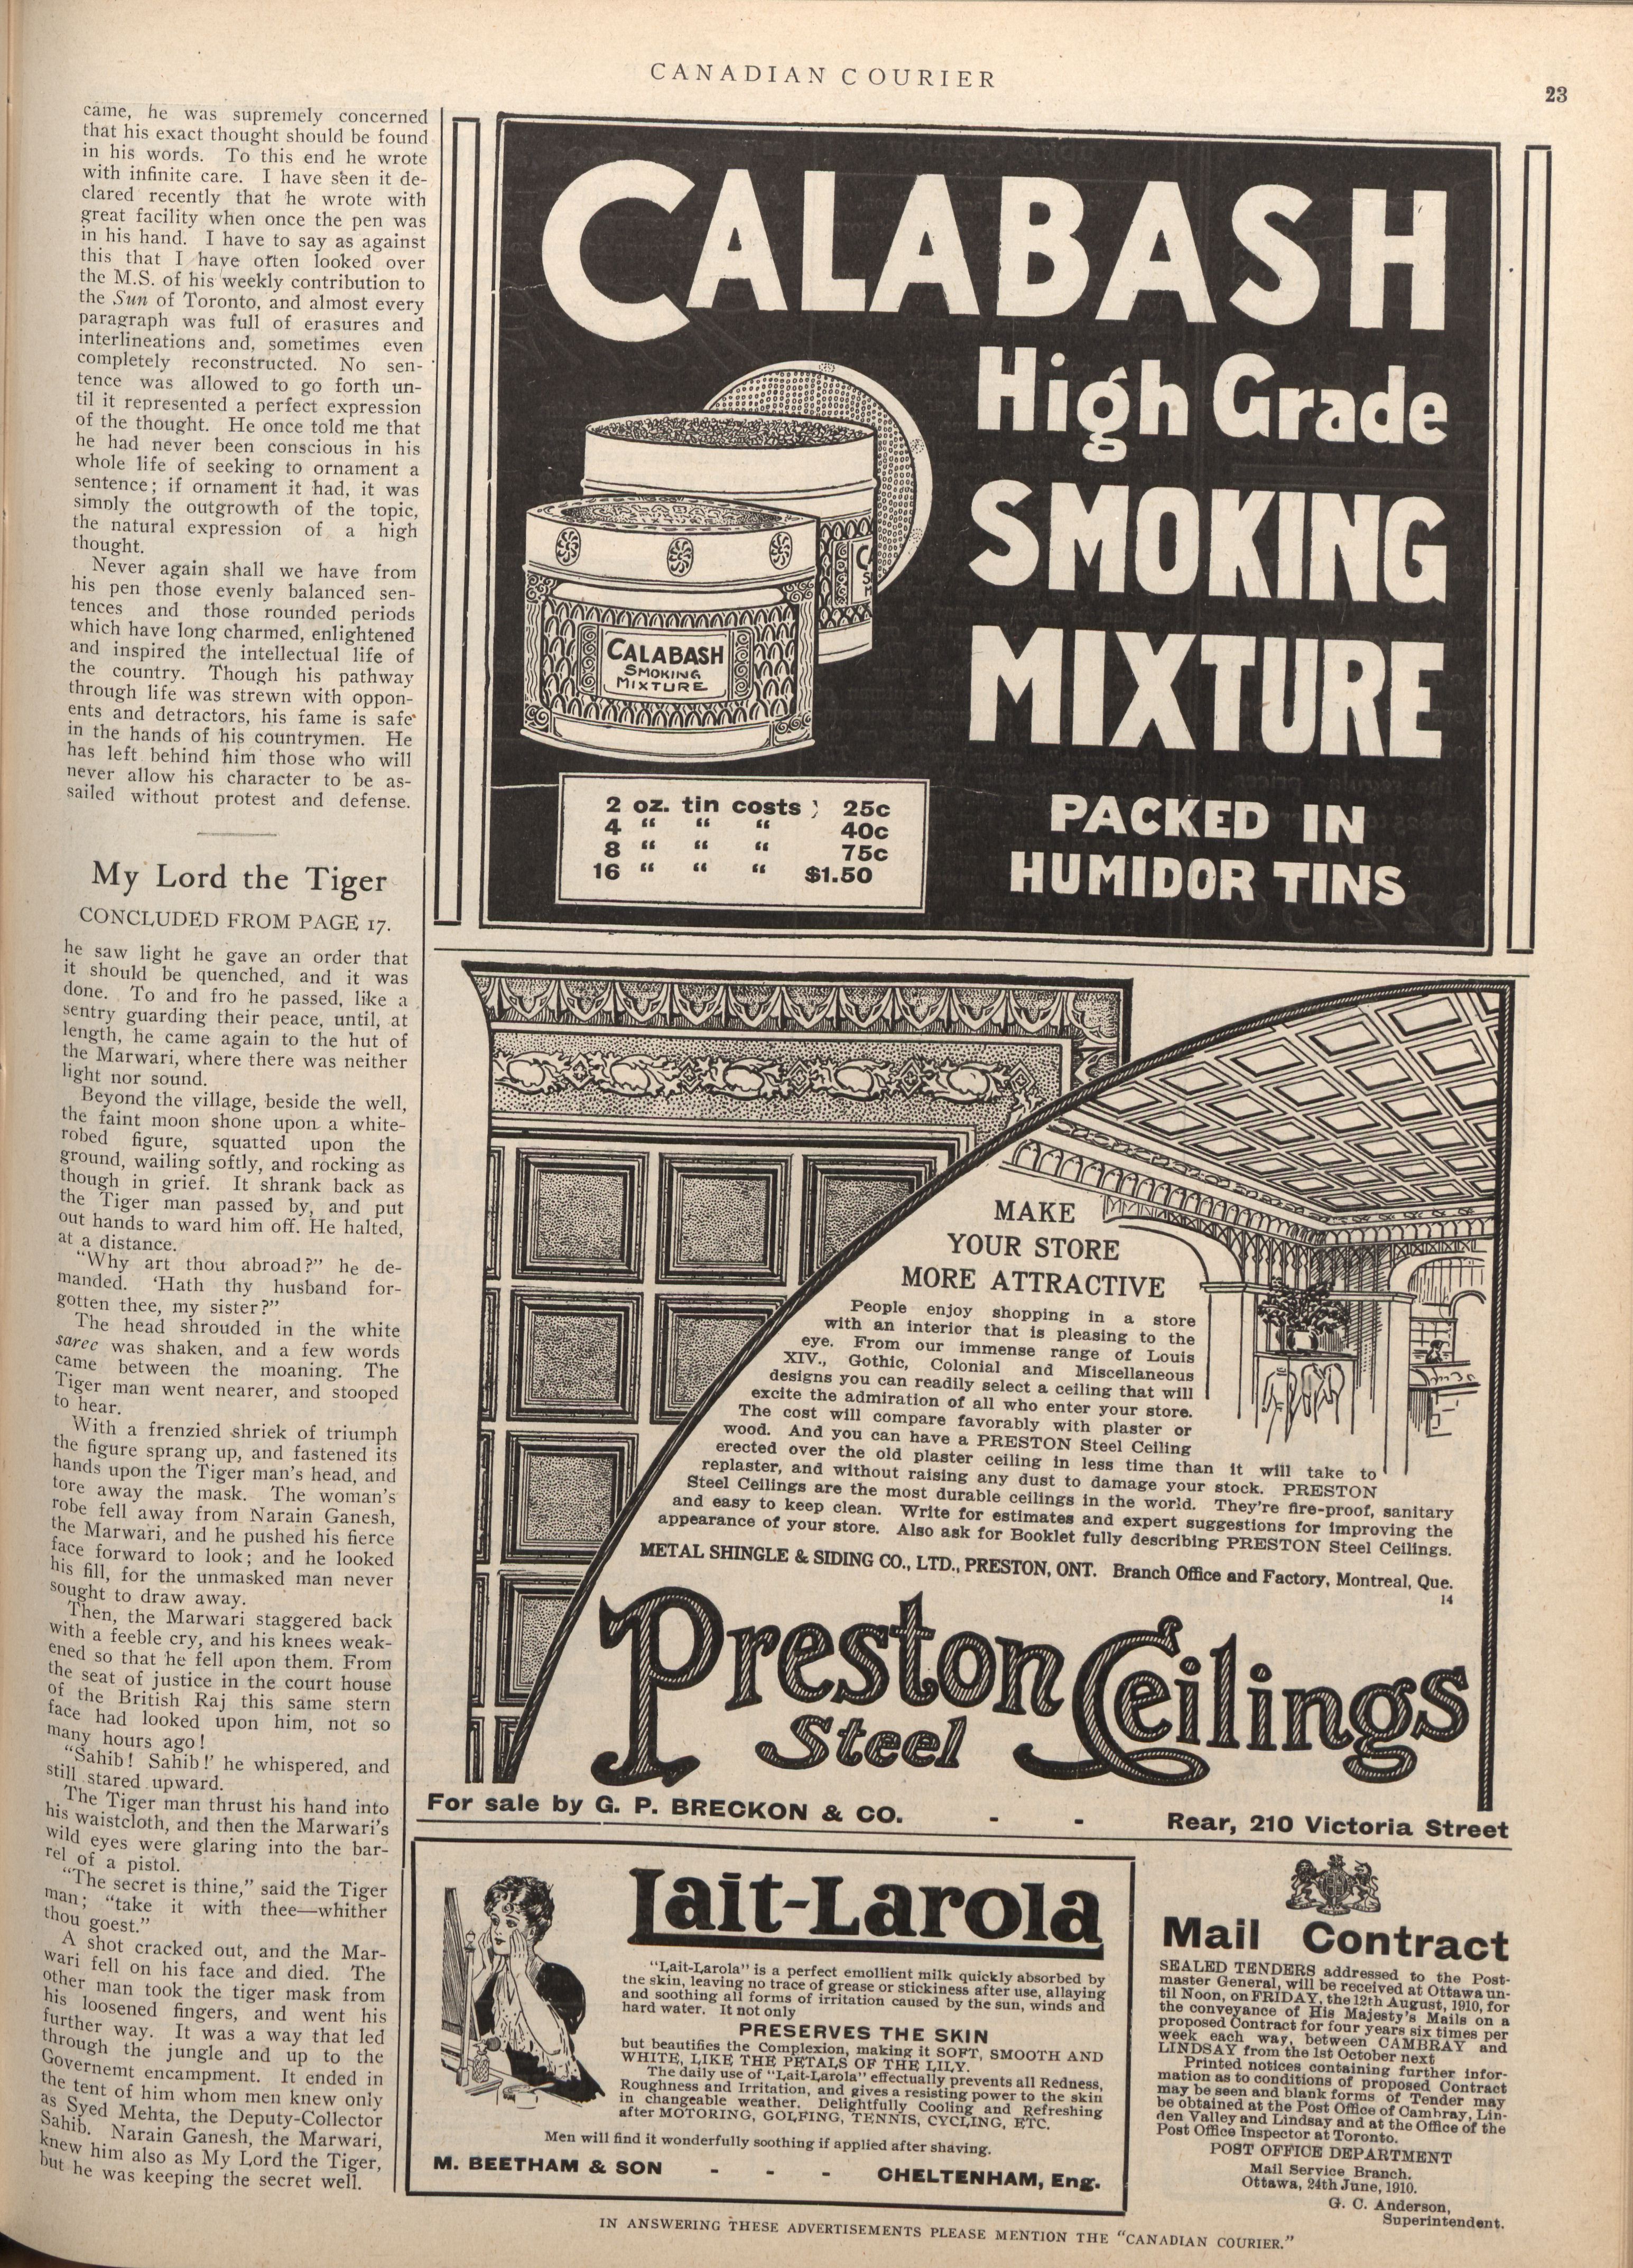 CANADIAN COURIER
23
came, he was supremely concerned
that his exact thought should be found
in his words. To this end he wrote
with infinite care. I have seen it de-
clared recently that he wrote with
great facility when once the pen was
in his hand. I have to say as against
this that I have often looked over
the M.S. of his weekly contribution to
the Sun of Toronto, and almost every
paragraph was full of erasures and
interlineations and, sometimes even
completely reconstructed. No sen-
tence was allowed to go forth un-
til it represented a perfect expression
of the thought. He once told me that
he had never been conscious in his
whole life of seeking to ornament a
sentence; if ornament it had, it was
simply the outgrowth of the topic,
the natural expression of a high
thought.
Never again shall we have from
his pen those evenly balanced sen-
tences and those rounded periods
which have long charmed, enlightened
and inspired the intellectual life of
the country. Though his pathway
through life was strewn with oppon-
ents and detractors, his fame is safe
in the hands of his countrymen. He
has left behind him those who will
never allow his character to be as-
sailed without protest and defense.
My Lord the Tiger
CONCLUDED FROM PAGE 17.
he saw light he gave an order that
it should be quenched, and it was
done. To and fro he passed, like a
sentry guarding their peace, until, at
length, he came again to the hut of
the Marwari, where there was neither
light nor sound.
Beyond the village, beside the well,
the faint moon shone upon a white-
robed figure, squatted upon the
ground, wailing softly, and rocking as
though in grief. It shrank back as
the Tiger man passed by, and put
out hands to ward him off. He halted,
at a distance.
"Why art thou abroad?" he de-
manded. 'Hath thy husband for-
gotten thee, my sister?"
The head shrouded in the white
saree was shaken, and a few words
came between the moaning. The
Tiger man went nearer, and stooped
to hear.
With a frenzied shriek of triumph
the figure sprang up, and fastened its
hands upon the Tiger man's head, and
tore away the mask. The woman's
robe fell away from Narain Ganesh,
the Marwari, and he pushed his fierce
face forward to look; and he looked
his fill, for the unmasked man never
sought to draw away.
Then, the Marwari staggered back
with a feeble cry, and his knees weak-
ened so that he fell upon them. From
the seat of justice in the court house
of the British Raj this same stern
face had looked upon him, not so
many hours ago!
"Sahib! Sahib!' he whispered, and
still stared upward.
The Tiger man thrust his hand into
his waistcloth, and then the Marwari's
wild eyes were glaring into the bar-
rel of a pistol.
"The secret is thine," said the Tiger
man; "take it with thee—whither
thou goest."
A shot cracked out, and the Mar-
wari fell on his face and died. The
other man took the tiger mask from
his loosened fingers, and went his
further way. It was a way that led
through the jungle and up to the
Governemt encampment. It ended in
the tent of him whom men knew only
as Syed Mehta, the Deputy-Collector
Sahib. Narain Ganesh, the Marwari,
knew him also as My Lord the Tiger,
but he was keeping the secret well.
CALABASH
High Grade
SMOKING
MIXTURE
CALABASH
SMOKING
MIXTURE
2 oz. tin costs 25c
4 " " " 40c
8 " " " 75c
16 " " " $1.50
PACKED IN
HUMIDOR TINS
MAKE
YOUR STORE
MORE ATTRACTIVE
People enjoy shopping in a store
with an interior that is pleasing to the
eye. From our immense range of Louis
XIV., Gothic, Colonial and Miscellaneous
designs you can readily select a ceiling that will
excite the admiration of all who enter your store.
The cost will compare favorably with plaster or
wood. And you can have a PRESTON Steel Ceiling
erected over the old plaster ceiling in less time than it will take to
replaster, and without raising any dust to damage your stock. PRESTON
Steel Ceilings are the most durable ceilings in the world. They're fire-proof, sanitary
and easy to keep clean. Write for estimates and expert suggestions for improving the
appearance of your store. Also ask for Booklet fully describing PRESTON Steel Ceilings.
METAL SHINGLE & SIDING CO., LTD., PRESTON, ONT. Branch Office and Factory, Montreal, Que.
14
Preston
Steel
Ceilings
For sale by G. P. BRECKON & CO. - - Rear, 210 Victoria Street
Lait-Larola
"Lait-Larola" is a perfect emollient milk quickly absorbed by
the skin, leaving no trace of grease or stickiness after use, allaying
and soothing all forms of irritation caused by the sun, winds and
hard water. It not only
PRESERVES THE SKIN
but beautifies the Complexion, making it SOFT, SMOOTH AND
WHITE, LIKE THE PETALS OF THE LILY.
The daily use of "Lait-Larola" effectually prevents all Redness,
Roughness and Irritation, and gives a resisting power to the skin
in changeable weather. Delightfully Cooling and Refreshing
after MOTORING, GOLFING, TENNIS, CYCLING, ETC.
Men will find it wonderfully soothing if applied after shaving.
M. BEETHAM & SON - - - CHELTENHAM, Eng.
Mail Contract
SEALED TENDERS addressed to the Post-
master General, will be received at Ottawa un-
til Noon, on FRIDAY, the 12th August, 1910, for
the conveyance of His Majesty's Mails on a
proposed Contract for four years six times per
week each way, between CAMBRAY and
LINDSAY from the 1st October next
Printed notices containing further infor-
mation as to conditions of proposed Contract
may be seen and blank forms of Tender may
be obtained at the Post Office of Cambray, Lin-
den Valley and Lindsay and at the Office of the
Post Office Inspector at Toronto.
POST OFFICE DEPARTMENT
Mail Service Branch.
Ottawa, 24th June, 1910.
G. C. Anderson,
Superintendent.
IN ANSWERING THESE ADVERTISEMENTS PLEASE MENTION THE "CANADIAN COURIER."